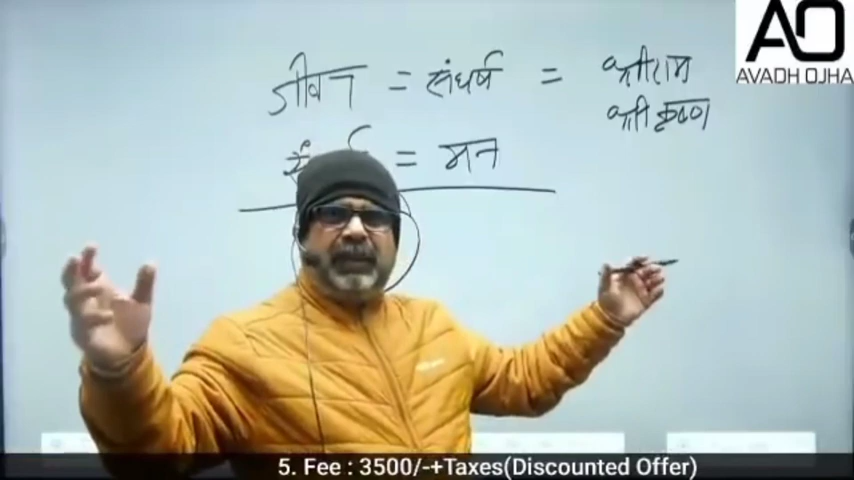 AO
AVADH OJHA
जीवन = संघर्ष = श्रीराम
श्री कृष्ण
= मन
5. Fee : 3500/-+Taxes(Discounted Offer)